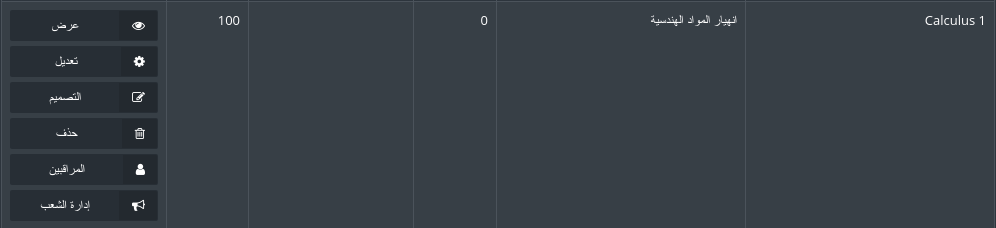 Calculus 1
انهيار المواد الهندسية
0
100
عرض
تعديل
التصميم
حذف
المراقبين
إدارة الشعب